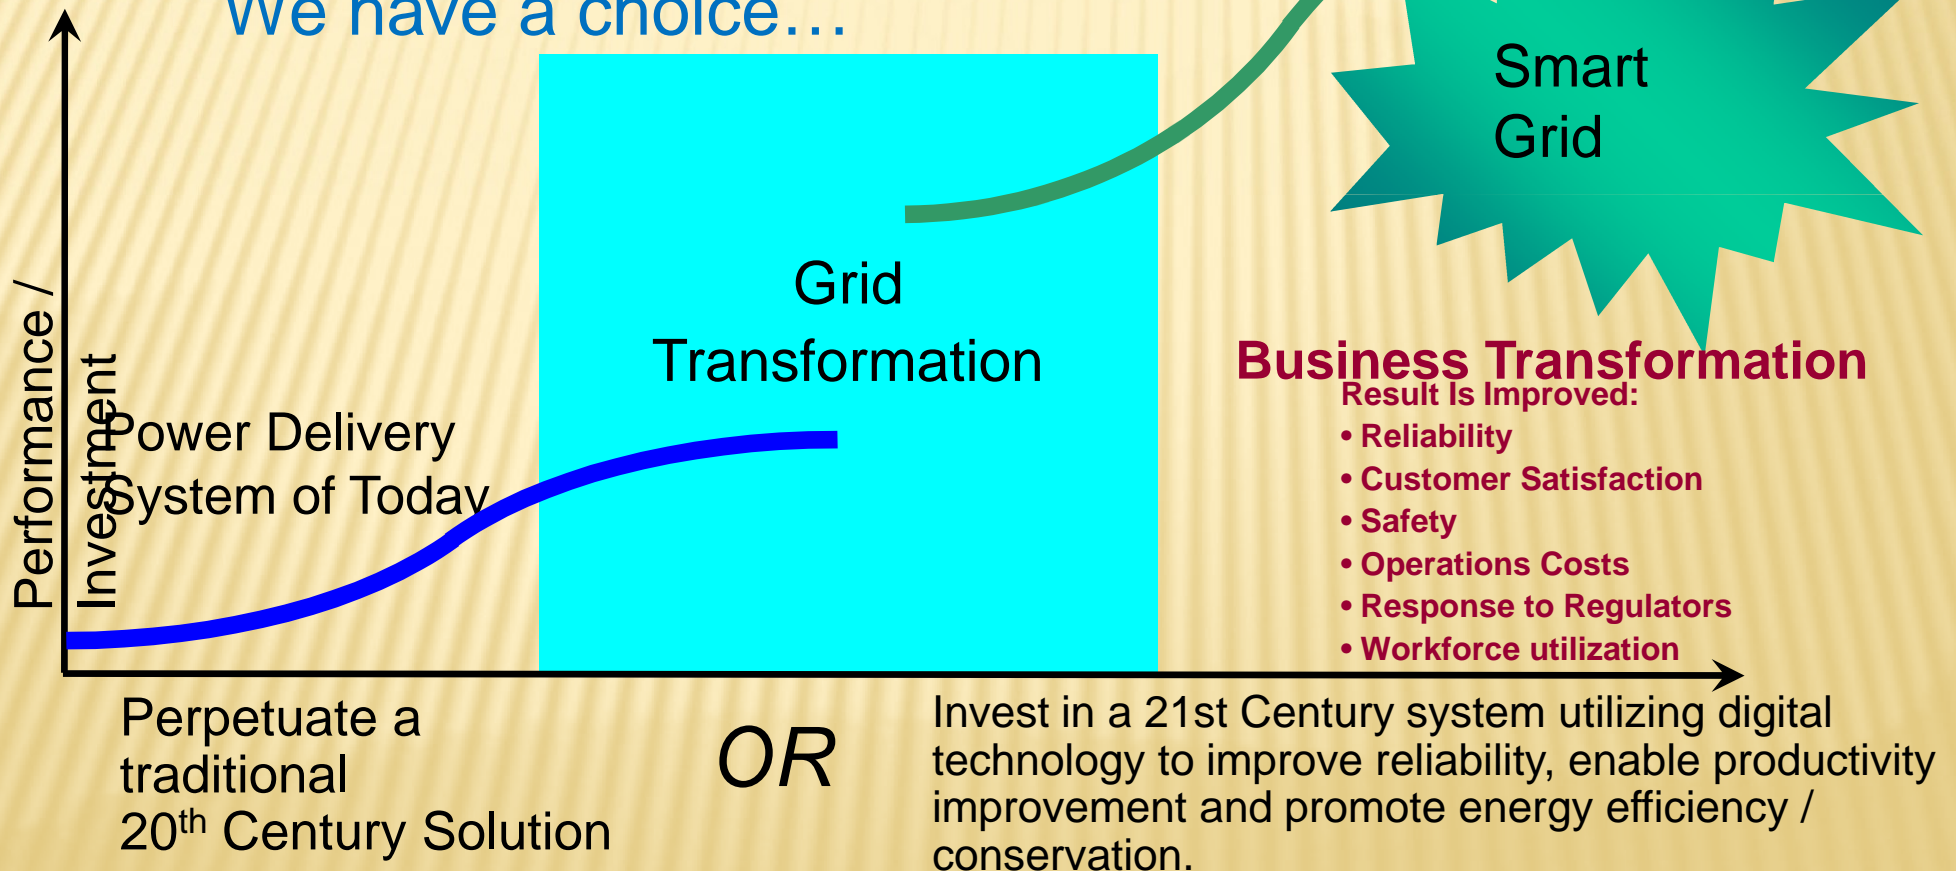 We have a choice…
Smart
Grid
Grid
Transformation
Performance /
Investment
Power Delivery
System of Today
Business Transformation
Result Is Improved:
• Reliability
• Customer Satisfaction
• Safety
• Operations Costs
• Response to Regulators
• Workforce utilization
Perpetuate a
traditional
20th Century Solution
OR
Invest in a 21st Century system utilizing digital
technology to improve reliability, enable productivity
improvement and promote energy efficiency /
conservation.